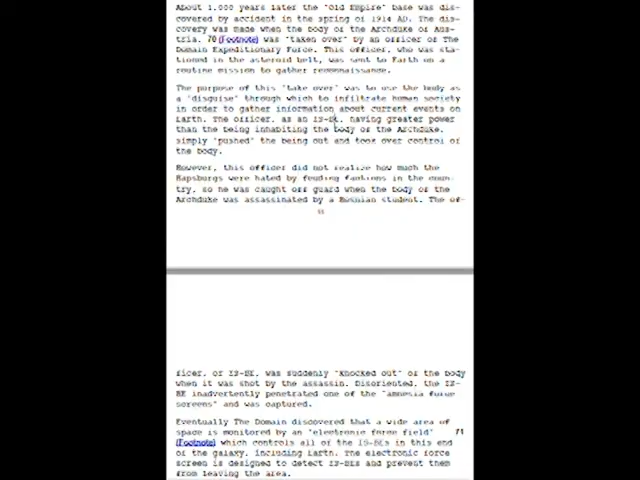 About 1,000 years later the "Old Empire" base was dis-
covered by accident in the spring of 1914 AD. The dis-
covery was made when the body of the Archduke of Aus-
tria, 70 (Footnote) was "taken over" by an officer of The
Domain Expeditionary Force. This officer, who was sta-
tioned in the asteroid belt, was sent to Earth on a
routine mission to gather reconnaissance.
The purpose of this "take over" was to use the body as
a "disguise" through which to infiltrate human society
in order to gather information about current events on
Earth. The officer, as an IS-BE, having greater power
than the being inhabiting the body of the Archduke,
simply "pushed" the being out and took over control of
the body.
However, this officer did not realize how much the
Hapsburgs were hated by feuding factions in the coun-
try, so he was caught off guard when the body of the
Archduke was assassinated by a Bosnian student. The of-
ficer, or IS-BE, was suddenly "knocked out" of the body
when it was shot by the assassin. Disoriented, the IS-
BE inadvertently penetrated one of the "amnesia force
screens" and was captured.
Eventually The Domain discovered that a wide area of
space is monitored by an "electronic force field" 71
(Footnote) which controls all of the IS-BEs in this end
of the galaxy, including Earth. The electronic force
screen is designed to detect IS-BEs and prevent them
from leaving the area.